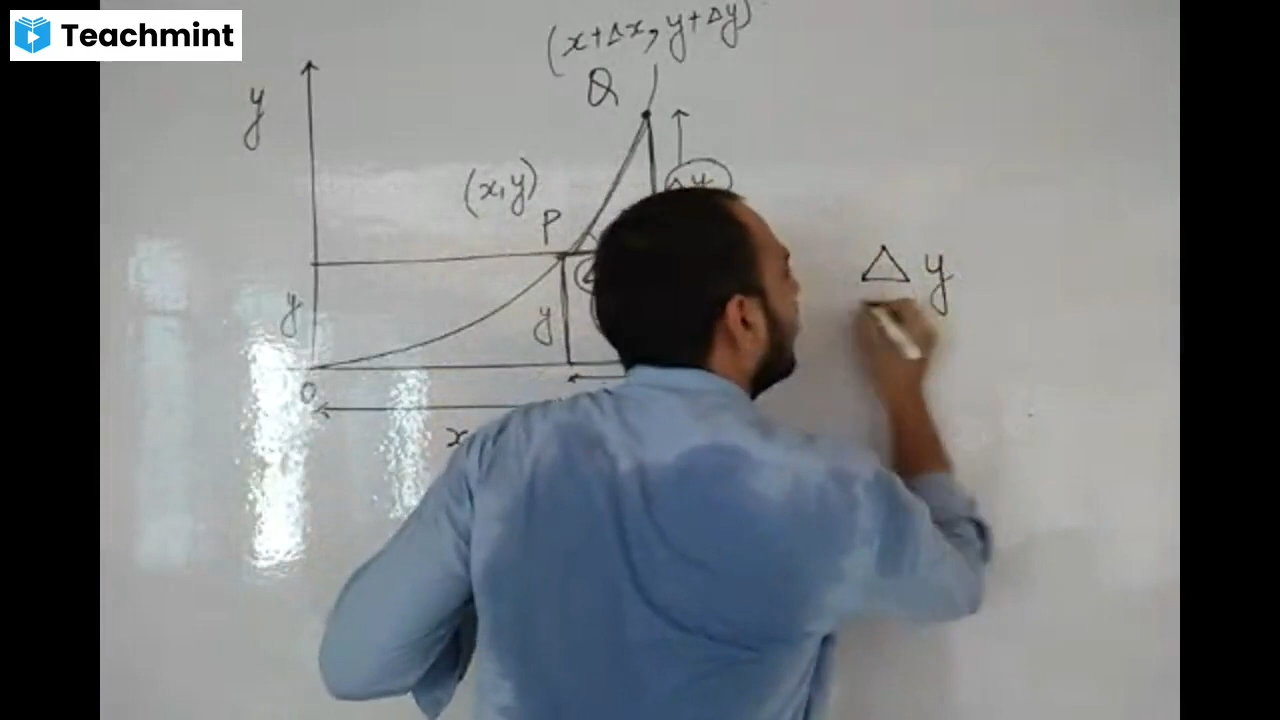 Teachmint
(x+Δx, y+Δy)
Q
y
(x,y)
P
Δy
Δ y
y
y
o
x